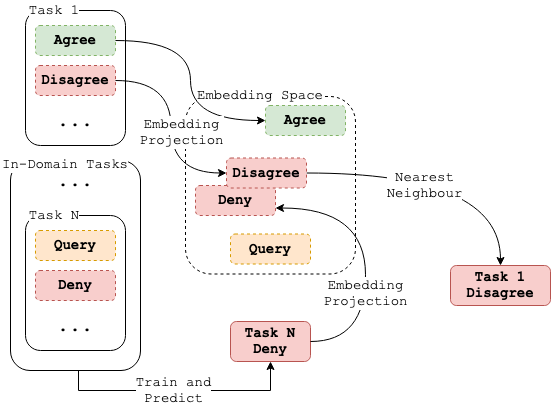 Task 1
Agree
Disagree
...
Embedding Space
Embedding
Projection
Agree
In-Domain Tasks
...
Disagree
Deny
Nearest
Neighbour
Task N
Query
Deny
...
Query
Embedding
Projection
Task 1
Disagree
Task N
Deny
Train and
Predict